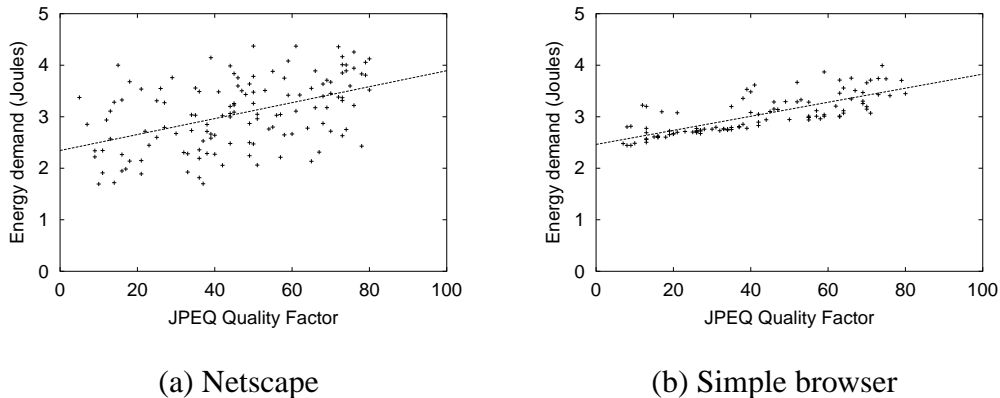 Energy demand (Joules)
5
4
3
2
1
0
0 20 40 60 80 100
JPEQ Quality Factor
(a) Netscape
Energy demand (Joules)
5
4
3
2
1
0
0 20 40 60 80 100
JPEQ Quality Factor
(b) Simple browser